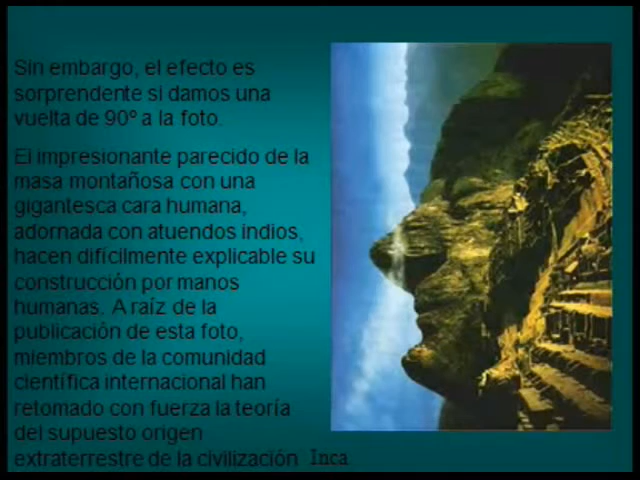 Sin embargo, el efecto es
sorprendente si damos una
vuelta de 90º a la foto.
El impresionante parecido de la
masa montañosa con una
gigantesca cara humana,
adornada con atuendos indios,
hacen difícilmente explicable su
construcción por manos
humanas. A raíz de la
publicación de esta foto,
miembros de la comunidad
científica internacional han
retomado con fuerza la teoría
del supuesto origen
extraterrestre de la civilización Inca.